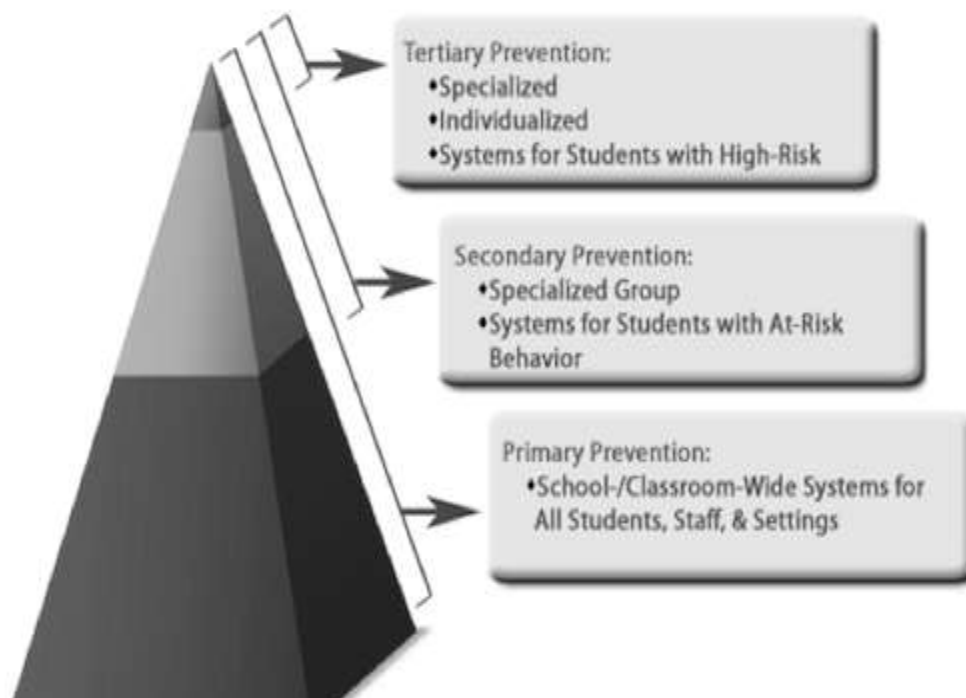 Tertiary Prevention:
♦Specialized
♦Individualized
♦Systems for Students with High-Risk
Secondary Prevention:
♦Specialized Group
♦Systems for Students with At-Risk
Behavior
Primary Prevention:
♦School-/Classroom-Wide Systems for
All Students, Staff, & Settings